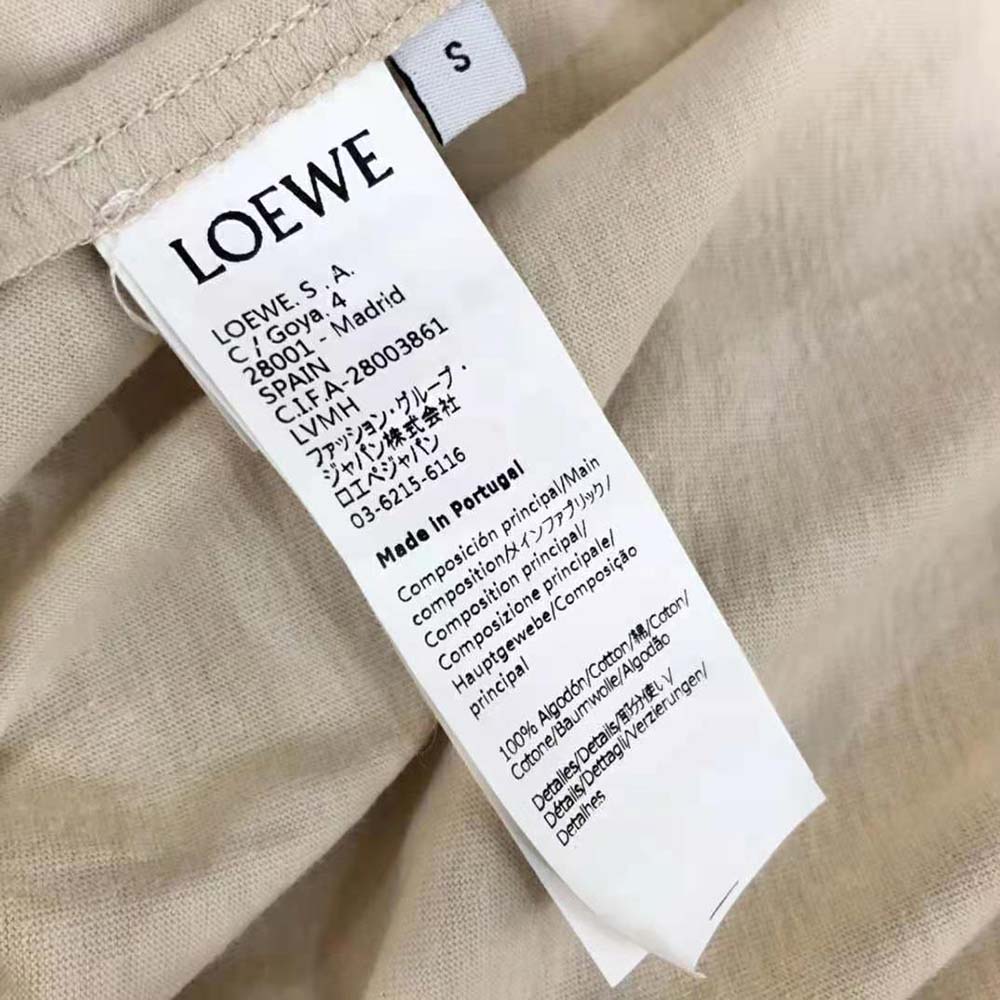 S
LOEWE
LOEWE. S . A.
C / Goya. 4
28001 - Madrid
SPAIN
C.I.F.A-28003861
LVMH
ファッション・グループ・
ジャパン株式会社
ロエベジャパン
03-6215-6116
Made in Portugal
Composición principal/Main
composition/メインファブリック/
Composition principal/
Composizione principale/
Hauptgewebe/Composição
principal
100% Algodón/Cotton/綿/Coton/
Cotone/Baumwolle/Algodão
Detalles/Details/部分使い/
Détails/Dettagli/Verzierungen/
Detalhes